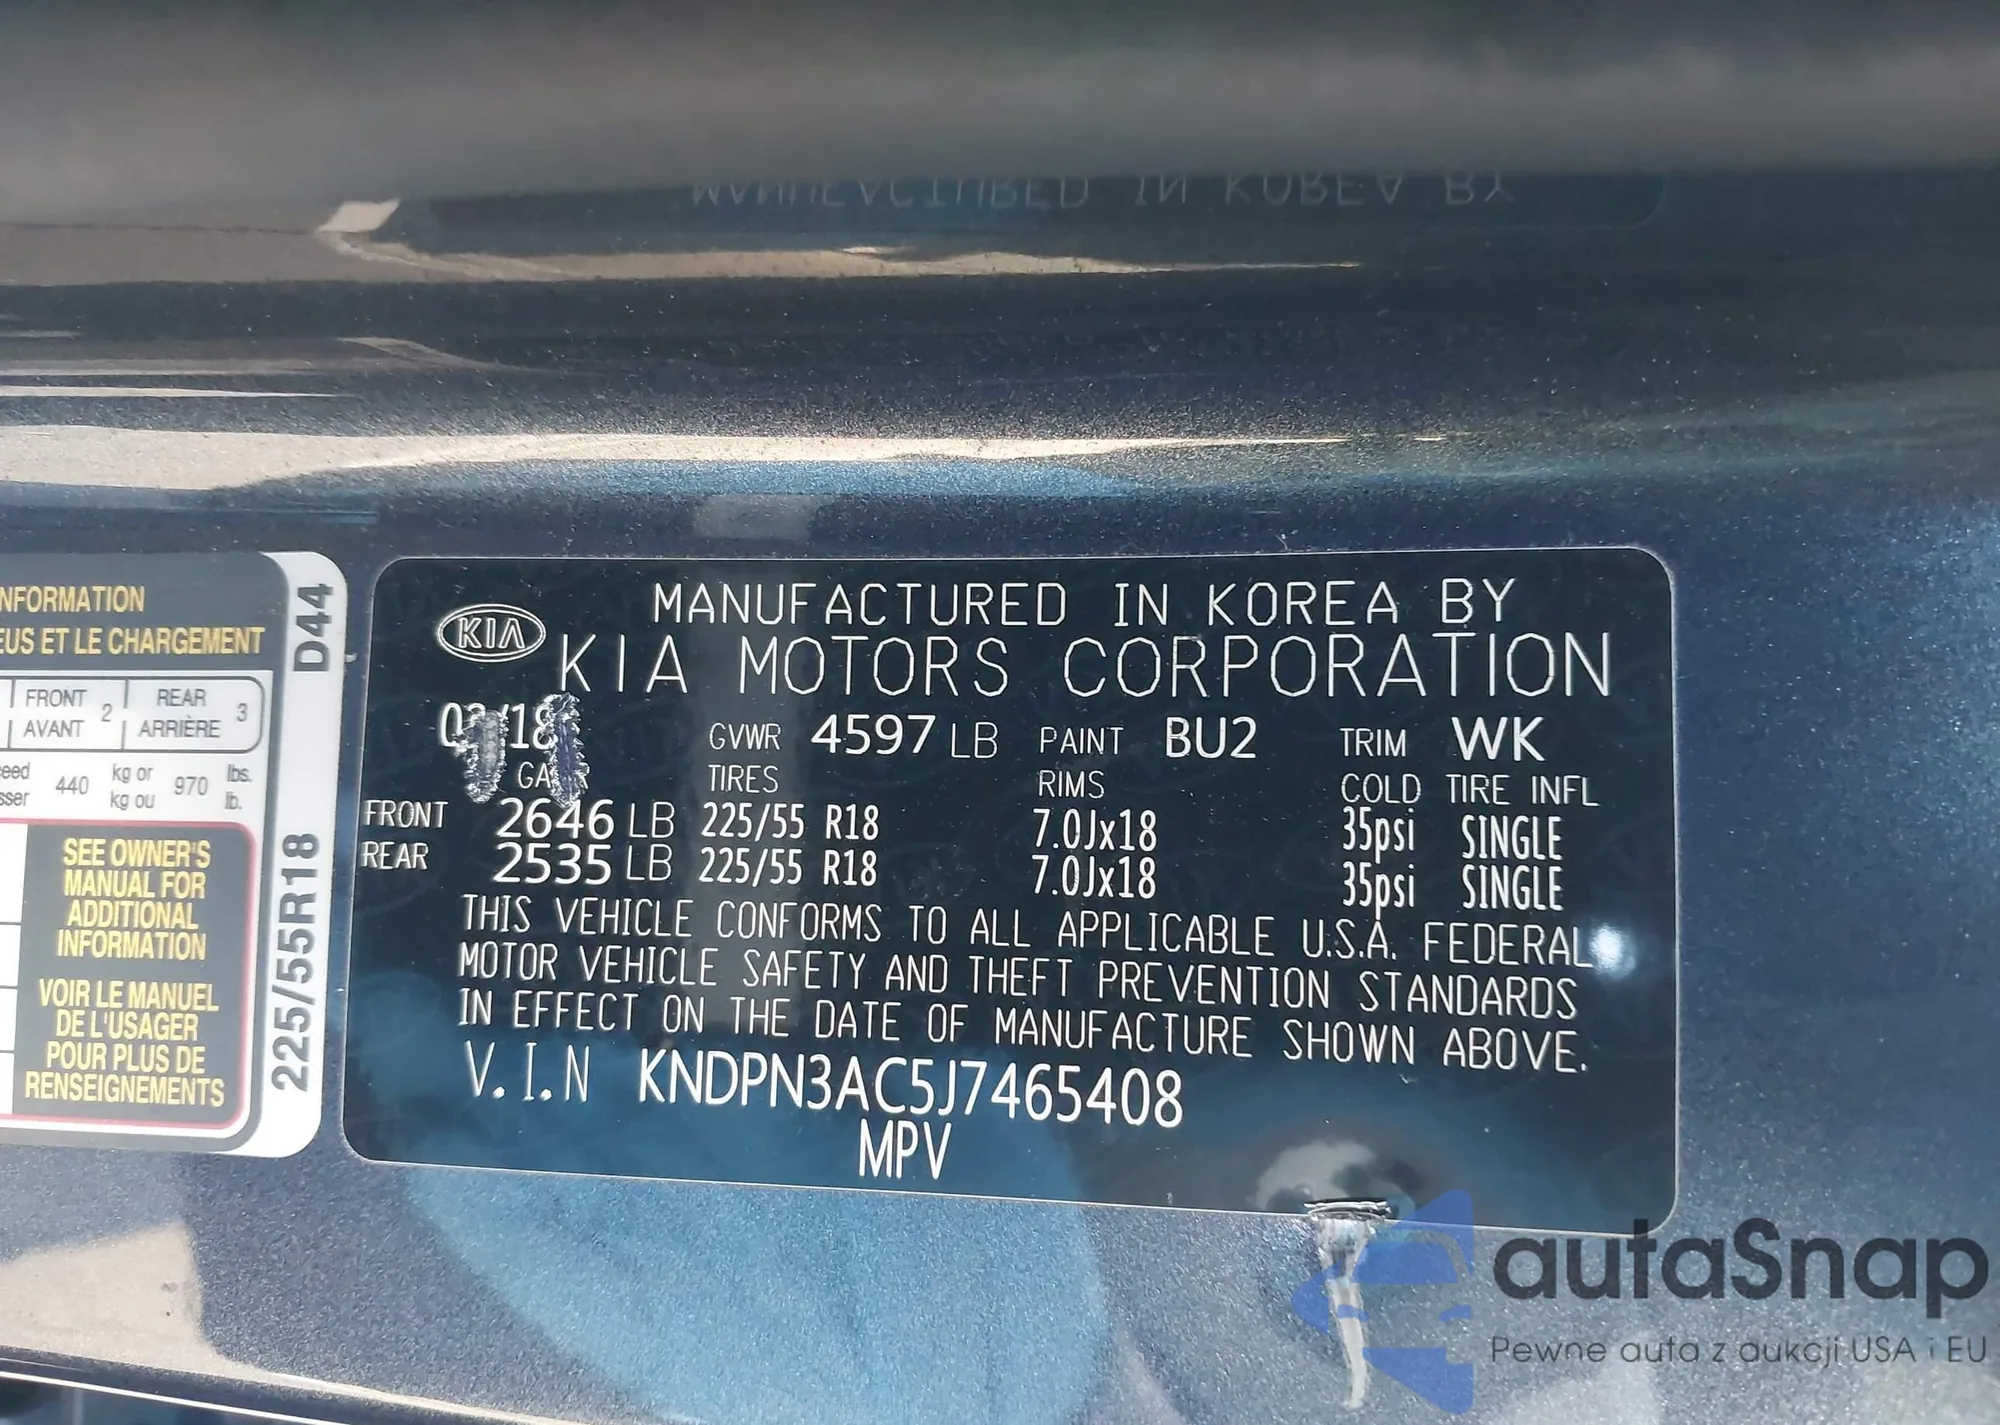 MANUFACTURED IN KOREA BY
NFORMATION
EUS ET LE CHARGEMENT
FRONT 2 REAR 3
AVANT ARRIÈRE
440 kg or 970 lbs.
kg ou lb.
SEE OWNER'S
MANUAL FOR
ADDITIONAL
INFORMATION
VOIR LE MANUEL
DE L'USAGER
POUR PLUS DE
RENSEIGNEMENTS
D44
225/55R18
KIA
MANUFACTURED IN KOREA BY
KIA MOTORS CORPORATION
GVWR 4597 LB PAINT BU2 TRIM WK
TIRES RIMS COLD TIRE INFL
FRONT 2646 LB 225/55 R18 7.0Jx18 35psi SINGLE
REAR 2535 LB 225/55 R18 7.0Jx18 35psi SINGLE
THIS VEHICLE CONFORMS TO ALL APPLICABLE U.S.A. FEDERAL
MOTOR VEHICLE SAFETY AND THEFT PREVENTION STANDARDS
IN EFFECT ON THE DATE OF MANUFACTURE SHOWN ABOVE.
V.I.N KNDPN3AC5J7465408
MPV
autaSnap
Pewne auta z aukcji USA i EU